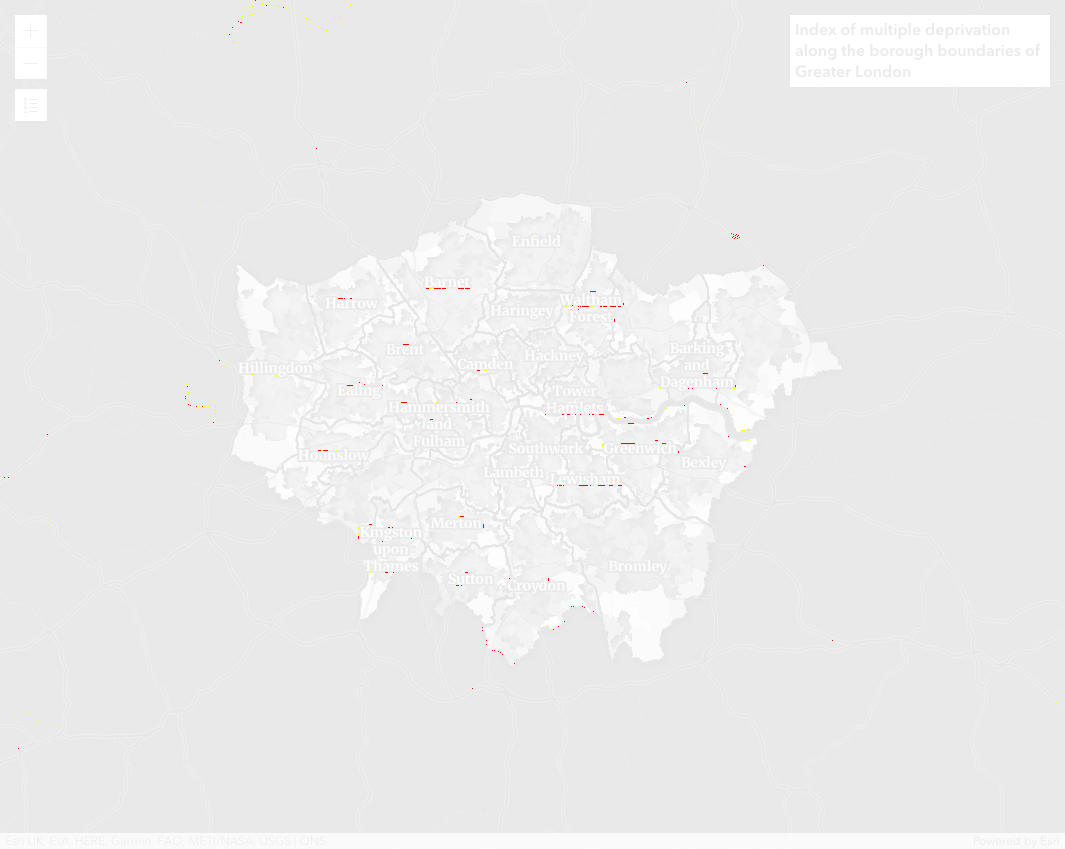 Index of multiple deprivation
along the borough boundaries of
Greater London
Enfield
Barnet
Harrow
Waltham
Forest
Haringey
Brent
Barking
and
Dagenham
Hackney
Camden
Hillingdon
Ealing
Tower
Hamlets
Hammersmith
and
Fulham
Hounslow
Southwark
Greenwich
Bexley
Lambeth
Lewisham
Merton
Kingston
upon
Thames
Sutton
Croydon
Bromley
Esri UK, Esri, HERE, Garmin, FAO, METI/NASA, USGS | ONS
Powered by Esri